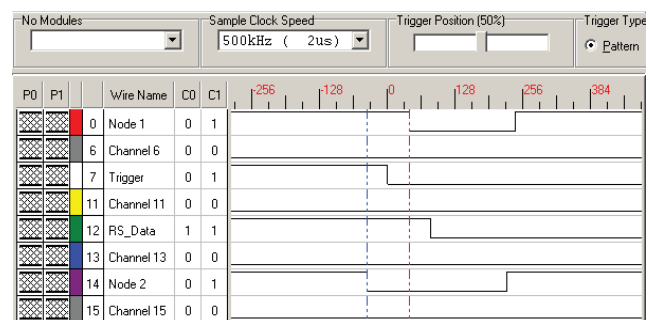 No Modules
Sample Clock Speed
500kHz ( 2us)
Trigger Position (50%)
Trigger Type
Pattern
P0 P1 Wire Name C0 C1 -256 -128 0 128 256 384
0 Node 1 0 1
6 Channel 6 0 0
7 Trigger 0 1
11 Channel 11 0 0
12 RS_Data 1 1
13 Channel 13 0 0
14 Node 2 0 1
15 Channel 15 0 0